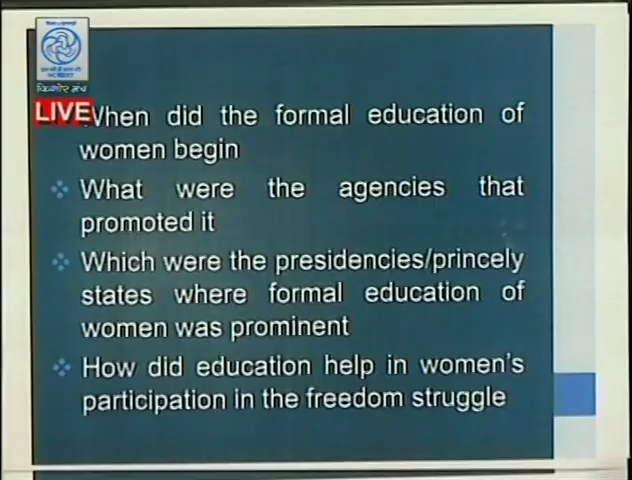 NCERT
किशोर मंच
LIVE
When did the formal education of
women begin
What were the agencies that
promoted it
Which were the presidencies/princely
states where formal education of
women was prominent
How did education help in women's
participation in the freedom struggle